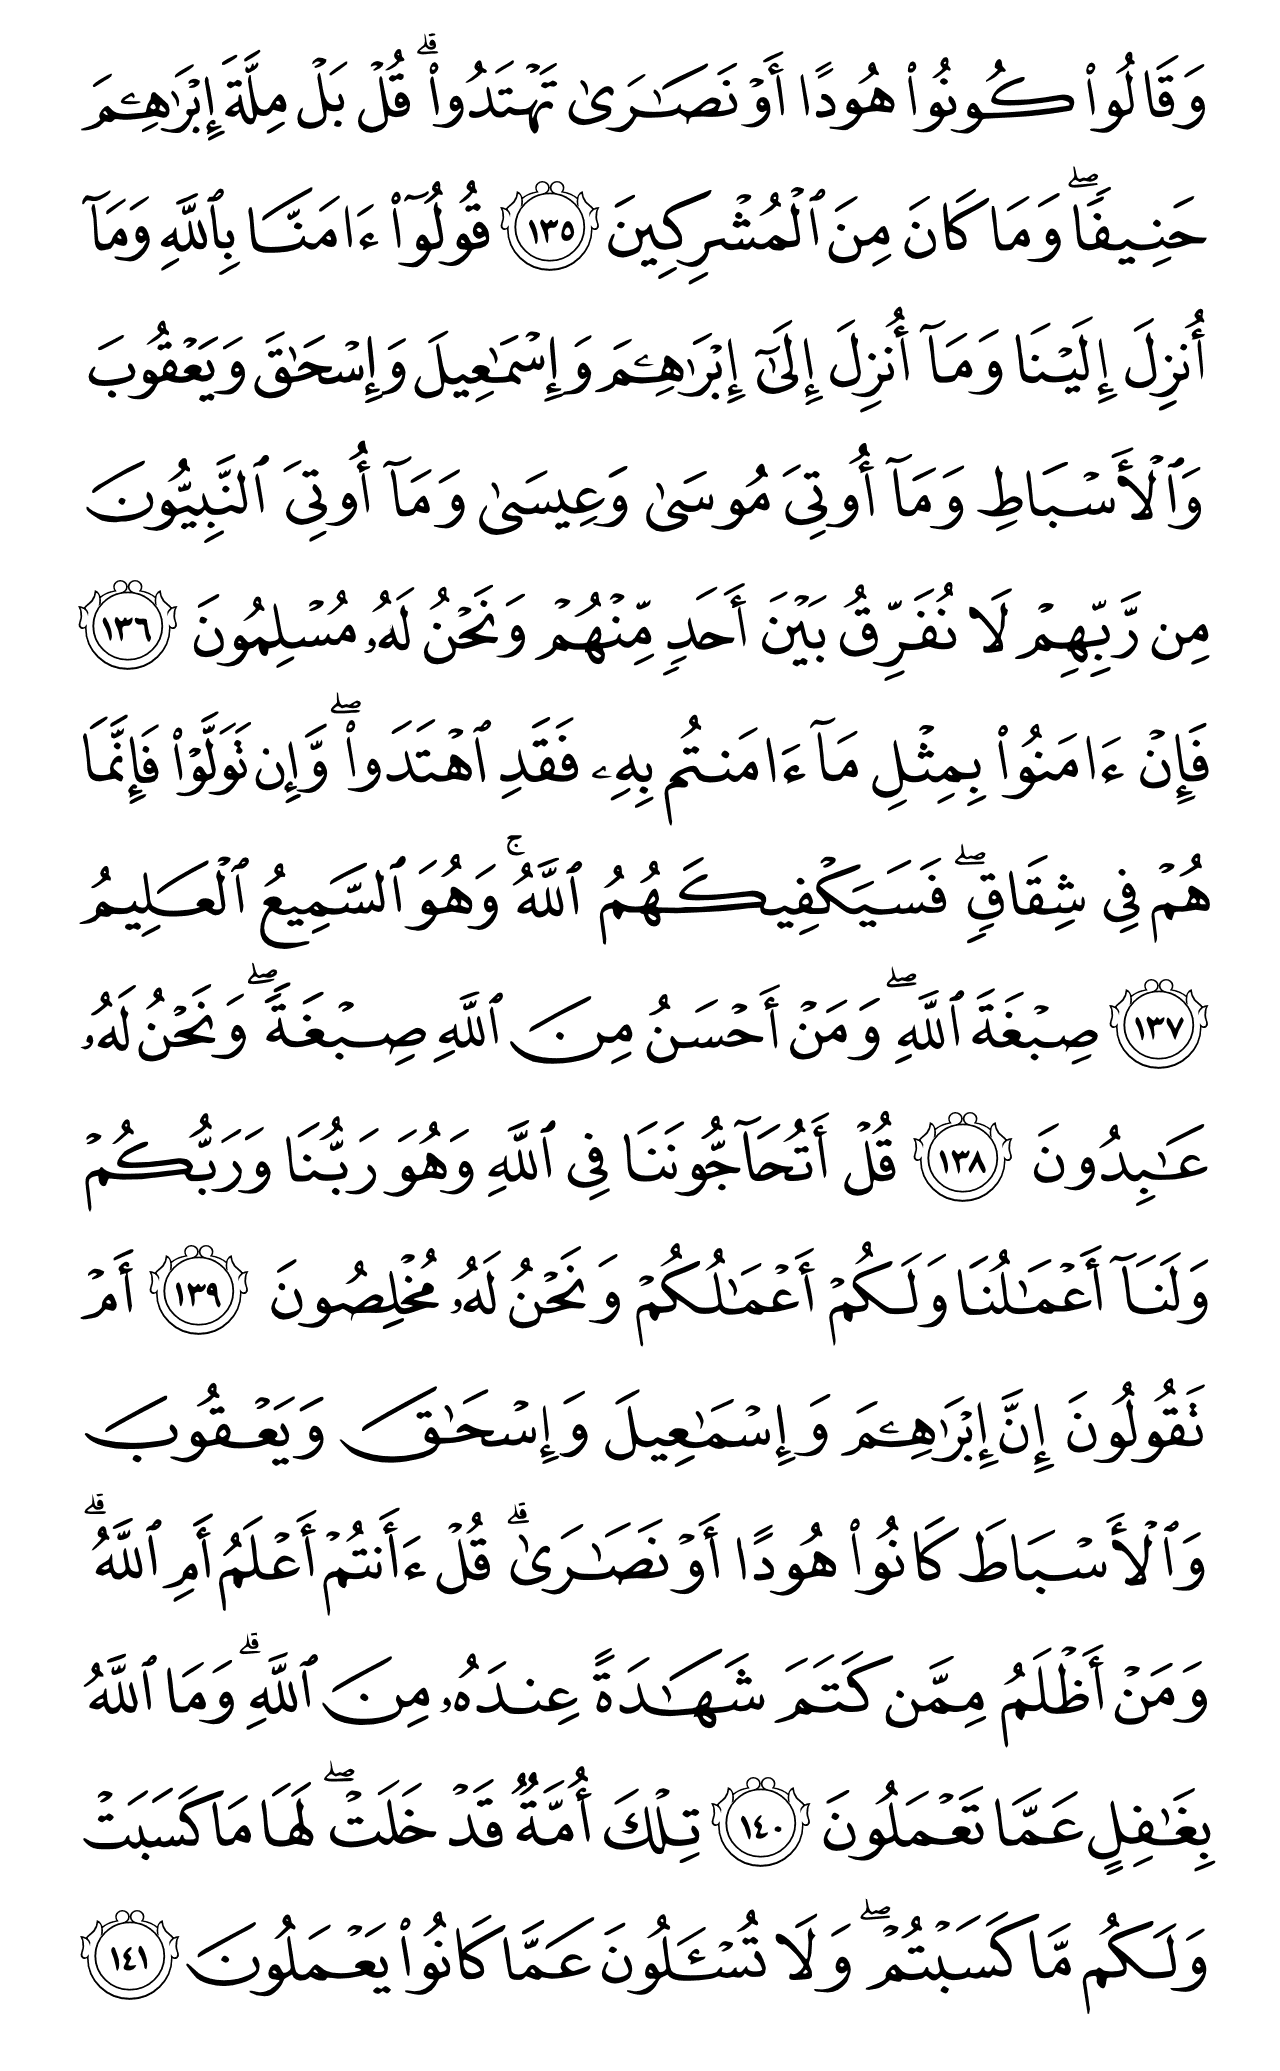 وَقَالُوا۟ كُونُوا۟ هُودًا أَوْ نَصَـٰرَىٰ تَهْتَدُوا۟ ۗ قُلْ بَلْ مِلَّةَ إِبْرَٰهِـۧمَ
حَنِيفًا ۖ وَمَا كَانَ مِنَ ٱلْمُشْرِكِينَ ١٣٥ قُولُوٓا۟ ءَامَنَّا بِٱللَّهِ وَمَآ
أُنزِلَ إِلَيْنَا وَمَآ أُنزِلَ إِلَىٰٓ إِبْرَٰهِـۧمَ وَإِسْمَـٰعِيلَ وَإِسْحَـٰقَ وَيَعْقُوبَ
وَٱلْأَسْبَاطِ وَمَآ أُوتِىَ مُوسَىٰ وَعِيسَىٰ وَمَآ أُوتِىَ ٱلنَّبِيُّونَ
مِن رَّبِّهِمْ لَا نُفَرِّقُ بَيْنَ أَحَدٍ مِّنْهُمْ وَنَحْنُ لَهُۥ مُسْلِمُونَ ١٣٦
فَإِنْ ءَامَنُوا۟ بِمِثْلِ مَآ ءَامَنتُم بِهِۦ فَقَدِ ٱهْتَدَوا۟ ۖ وَّإِن تَوَلَّوْا۟ فَإِنَّمَا
هُمْ فِى شِقَاقٍ ۖ فَسَيَكْفِيكَهُمُ ٱللَّهُ ۚ وَهُوَ ٱلسَّمِيعُ ٱلْعَلِيمُ
١٣٧ صِبْغَةَ ٱللَّهِ ۖ وَمَنْ أَحْسَنُ مِنَ ٱللَّهِ صِبْغَةً ۖ وَنَحْنُ لَهُۥ
عَـٰبِدُونَ ١٣٨ قُلْ أَتُحَآجُّونَنَا فِى ٱللَّهِ وَهُوَ رَبُّنَا وَرَبُّكُمْ
وَلَنَآ أَعْمَـٰلُنَا وَلَكُمْ أَعْمَـٰلُكُمْ وَنَحْنُ لَهُۥ مُخْلِصُونَ ١٣٩ أَمْ
تَقُولُونَ إِنَّ إِبْرَٰهِـۧمَ وَإِسْمَـٰعِيلَ وَإِسْحَـٰقَ وَيَعْقُوبَ
وَٱلْأَسْبَاطَ كَانُوا۟ هُودًا أَوْ نَصَـٰرَىٰ ۗ قُلْ ءَأَنتُمْ أَعْلَمُ أَمِ ٱللَّهُ ۗ
وَمَنْ أَظْلَمُ مِمَّن كَتَمَ شَهَـٰدَةً عِندَهُۥ مِنَ ٱللَّهِ ۗ وَمَا ٱللَّهُ
بِغَـٰفِلٍ عَمَّا تَعْمَلُونَ ١٤٠ تِلْكَ أُمَّةٌ قَدْ خَلَتْ ۖ لَهَا مَا كَسَبَتْ
وَلَكُم مَّا كَسَبْتُمْ ۖ وَلَا تُسْـَٔلُونَ عَمَّا كَانُوا۟ يَعْمَلُونَ ١٤١